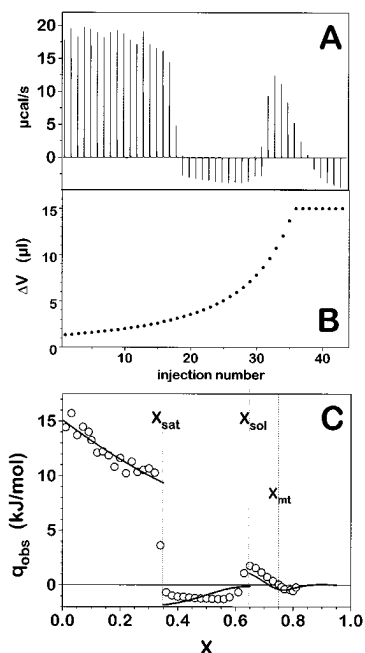 A
20
15
10
5
0
µcal/s
15
10
5
0
ΔV (µl)
B
10 20 30 40
injection number
C
X_sat X_sol
X_mt
15
10
5
0
q_obs (kJ/mol)
0.0 0.2 0.4 0.6 0.8 1.0
X